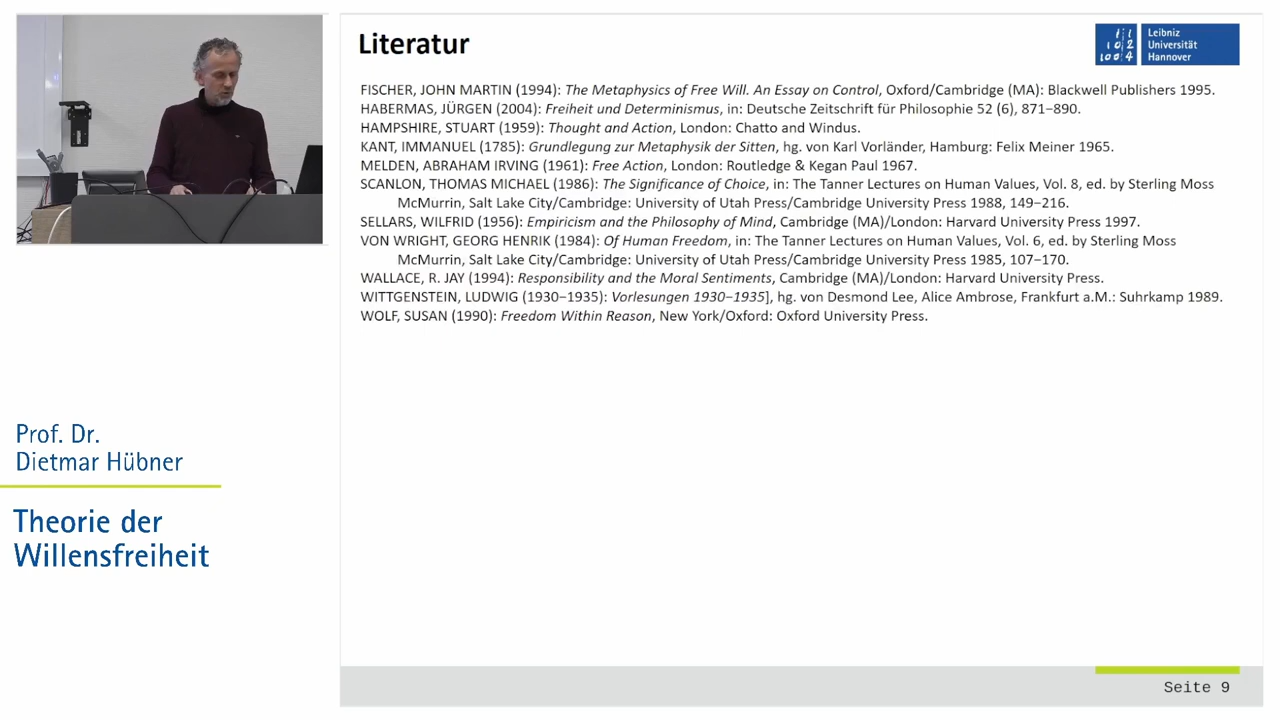 Literatur
Leibniz
Universität
Hannover
FISCHER, JOHN MARTIN (1994): The Metaphysics of Free Will. An Essay on Control, Oxford/Cambridge (MA): Blackwell Publishers 1995.
HABERMAS, JÜRGEN (2004): Freiheit und Determinismus, in: Deutsche Zeitschrift für Philosophie 52 (6), 871–890.
HAMPSHIRE, STUART (1959): Thought and Action, London: Chatto and Windus.
KANT, IMMANUEL (1785): Grundlegung zur Metaphysik der Sitten, hg. von Karl Vorländer, Hamburg: Felix Meiner 1965.
MELDEN, ABRAHAM IRVING (1961): Free Action, London: Routledge & Kegan Paul 1967.
SCANLON, THOMAS MICHAEL (1986): The Significance of Choice, in: The Tanner Lectures on Human Values, Vol. 8, ed. by Sterling Moss
McMurrin, Salt Lake City/Cambridge: University of Utah Press/Cambridge University Press 1988, 149–216.
SELLARS, WILFRID (1956): Empiricism and the Philosophy of Mind, Cambridge (MA)/London: Harvard University Press 1997.
VON WRIGHT, GEORG HENRIK (1984): Of Human Freedom, in: The Tanner Lectures on Human Values, Vol. 6, ed. by Sterling Moss
McMurrin, Salt Lake City/Cambridge: University of Utah Press/Cambridge University Press 1985, 107–170.
WALLACE, R. JAY (1994): Responsibility and the Moral Sentiments, Cambridge (MA)/London: Harvard University Press.
WITTGENSTEIN, LUDWIG (1930–1935): Vorlesungen 1930–1935], hg. von Desmond Lee, Alice Ambrose, Frankfurt a.M.: Suhrkamp 1989.
WOLF, SUSAN (1990): Freedom Within Reason, New York/Oxford: Oxford University Press.
Prof. Dr.
Dietmar Hübner
Theorie der
Willensfreiheit
Seite 9